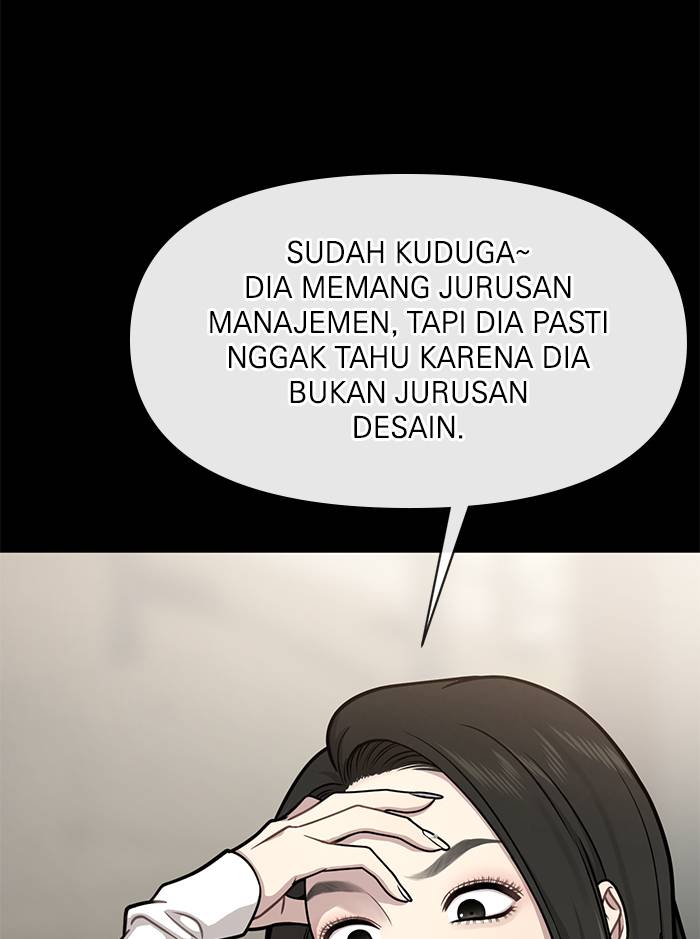 SUDAH KUDUGA~
DIA MEMANG JURUSAN
MANAJEMEN, TAPI DIA PASTI
NGGAK TAHU KARENA DIA
BUKAN JURUSAN
DESAIN.